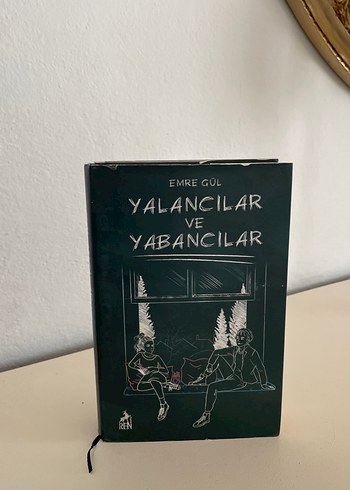 EMRE GÜL
YALANCILAR
VE
YABANCILAR
REN